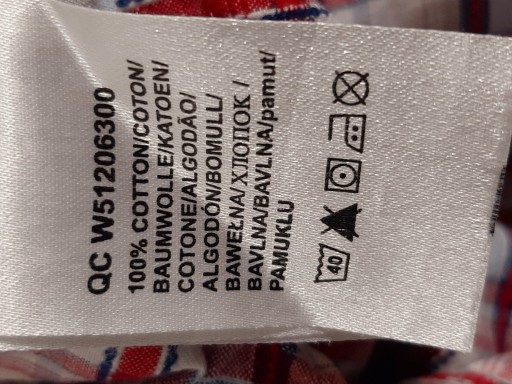 QC W51206300
100% COTTON/COTON/
BAUMWOLLE/KATOEN/
COTONE/ALGODÃO/
ALGODÓN/BOMULL/
BAWEŁNA/ХЛОПОК /
BAVLNA/BAVLNA/pamut/
PAMUKLU
40